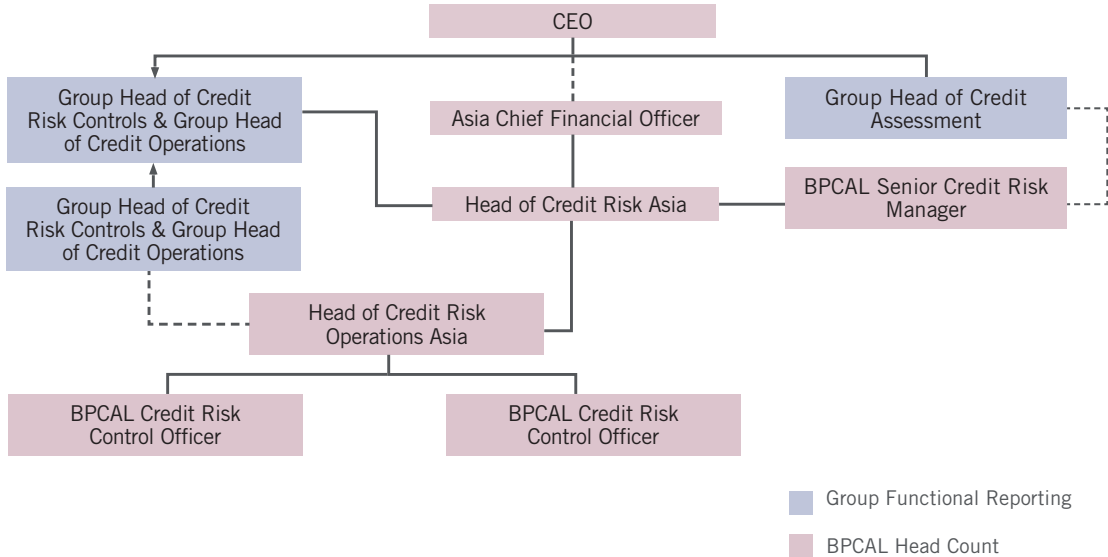 CEO
Group Head of Credit
Risk Controls & Group Head
of Credit Operations
Asia Chief Financial Officer
Group Head of Credit
Assessment
Group Head of Credit
Risk Controls & Group Head
of Credit Operations
Head of Credit Risk Asia
BPCAL Senior Credit Risk
Manager
Head of Credit Risk
Operations Asia
BPCAL Credit Risk
Control Officer
BPCAL Credit Risk
Control Officer
Group Functional Reporting
BPCAL Head Count